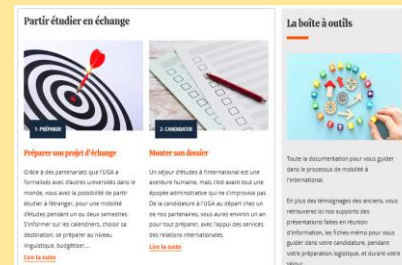 Partir étudier en échange
1- PRÉPARER
Préparer son projet d'échange
Grâce à des partenariats que l'UGA a
formalisés avec d'autres universités dans le
monde, vous avez la possibilité de partir
étudier à l'étranger, pour une mobilité
d'études pendant un ou deux semestres.
S'informer sur les calendriers, choisir sa
destination, se préparer au niveau
linguistique, budgétiser...
Lire la suite
2- CANDIDATER
Monter son dossier
Un séjour d'études à l'international est une
aventure humaine, mais c'est avant tout une
épopée administrative qui ne s'improvise pas.
De la candidature à l'UGA au départ chez un
de nos partenaires, vous aurez environ un an
pour tout préparer, avec l'appui des services
des relations internationales.
Lire la suite
La boîte à outils
Toute la documentation pour vous guider
dans le processus de mobilité à
l'international.
En plus des témoignages des anciens, vous
retrouverez ici nos supports des
présentations faites en réunion
d'information, les fiches-mémo pour vous
guider dans votre candidature, pendant
votre préparation logistique, et durant votre
séjour.